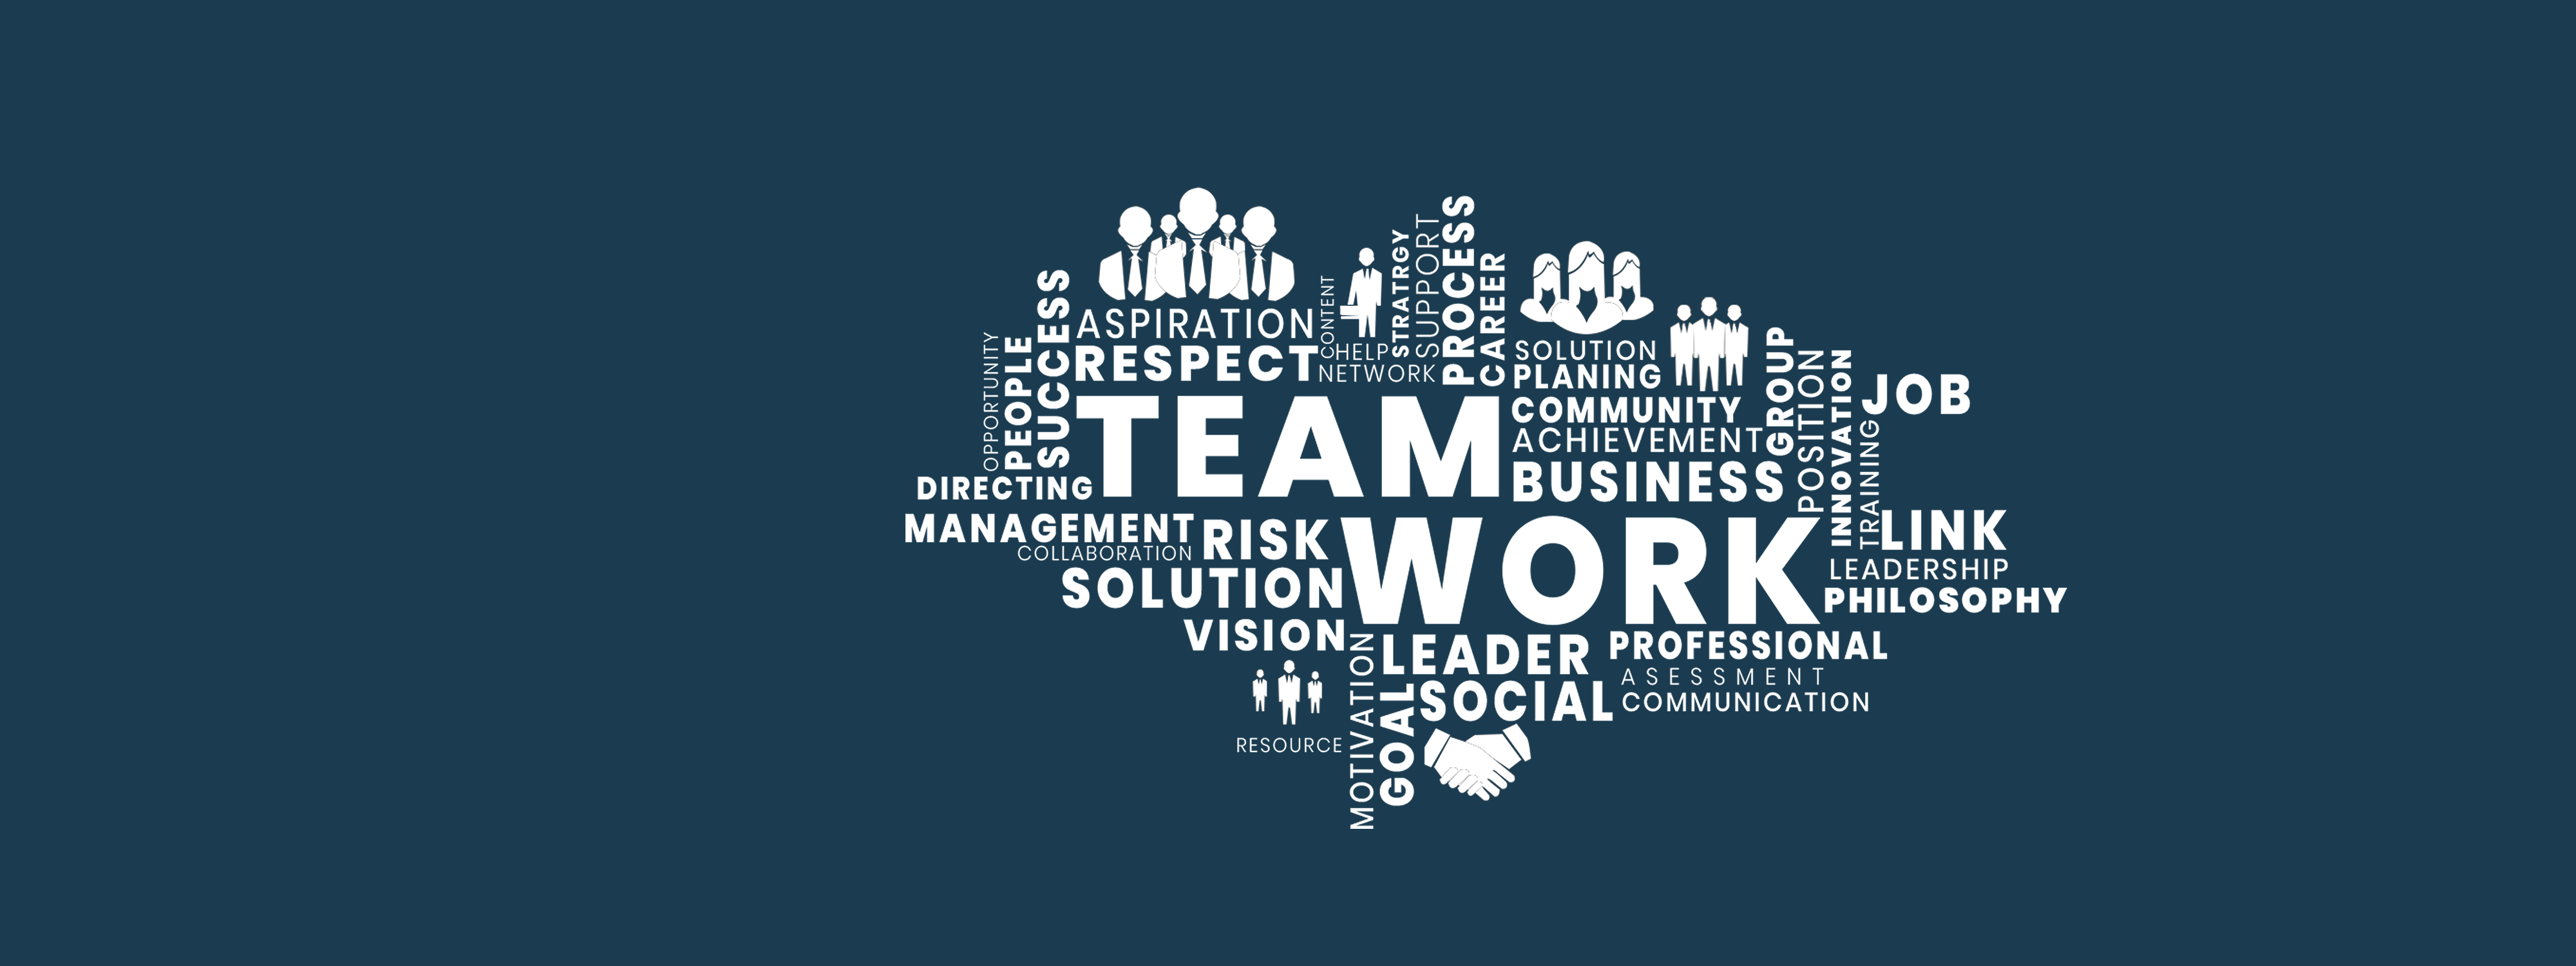 ASPIRATION
RESPECT
CONTENT
HELP
NETWORK
STRATRGY
SUPPORT
PROCESS
CAREER
SOLUTION
PLANING
COMMUNITY
ACHIEVEMENT
BUSINESS
GROUP
POSITION
INNOVATION
TRAINING
JOB
OPPORTUNITY
PEOPLE
SUCCESS
DIRECTING
TEAM
MANAGEMENT
COLLABORATION
RISK
SOLUTION
VISION
WORK
LINK
LEADERSHIP
PHILOSOPHY
RESOURCE
MOTIVATION
GOAL
LEADER
SOCIAL
PROFESSIONAL
ASESSMENT
COMMUNICATION